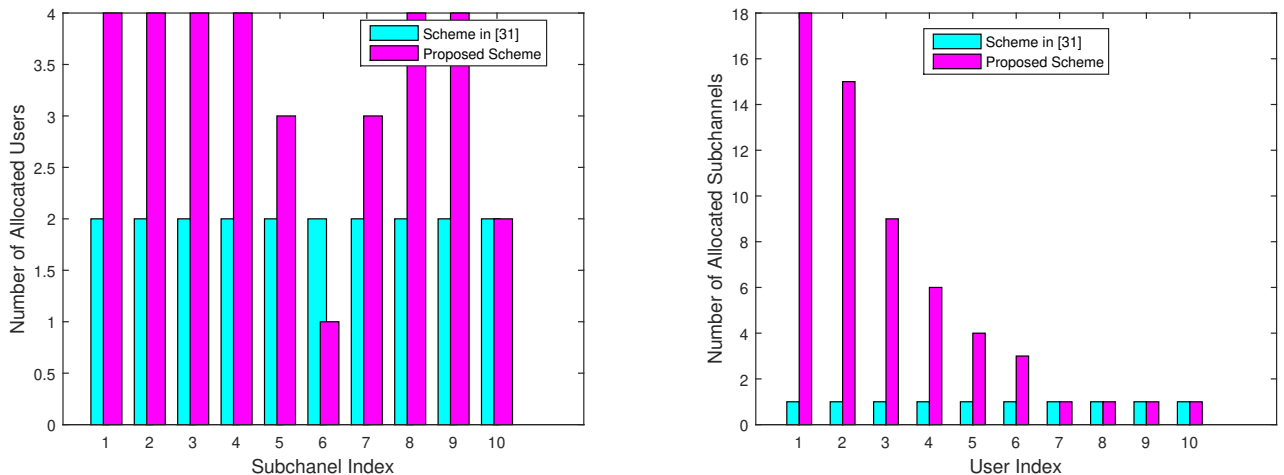 4
3.5
3
2.5
2
1.5
1
0.5
0
Number of Allocated Users
Scheme in [31]
Proposed Scheme
1 2 3 4 5 6 7 8 9 10
Subchanel Index
18
16
14
12
10
8
6
4
2
0
Number of Allocated Subchannels
Scheme in [31]
Proposed Scheme
1 2 3 4 5 6 7 8 9 10
User Index